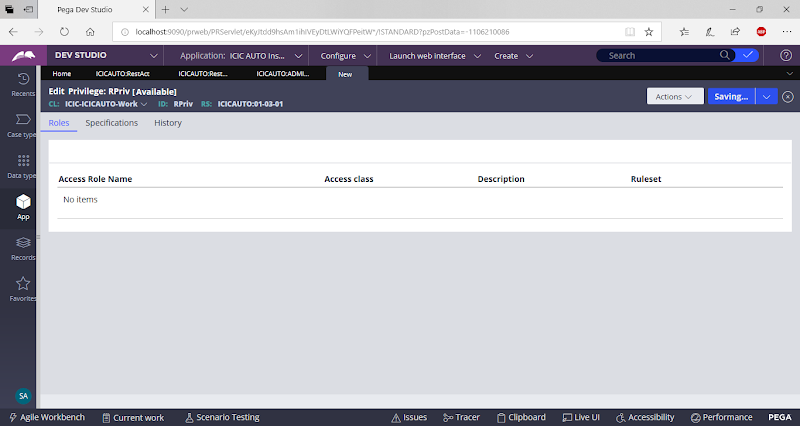 Pega Dev Studio
localhost:9090/prweb/PRServlet/eKyJtdd9hsAm1ihIVEyDtLWiYQFPeitW*/!STANDARD?pzPostData=-1106210086
DEV STUDIO Application: ICIC AUTO Ins... Configure Launch web interface Create Search
Home ICICAUTO:RestAct ICICAUTO:Rest... ICICAUTO:ADMI... New
Edit Privilege: RPriv [Available]
CL: ICIC-ICICAUTO-Work ID: RPriv RS: ICICAUTO:01-03-01
Actions Saving...
Recents
Case type
Data type
App
Records
Favorites
Roles Specifications History
Access Role Name Access class Description Ruleset
No items
SA
Agile Workbench Current work Scenario Testing Issues Tracer Clipboard Live UI Accessibility Performance PEGA